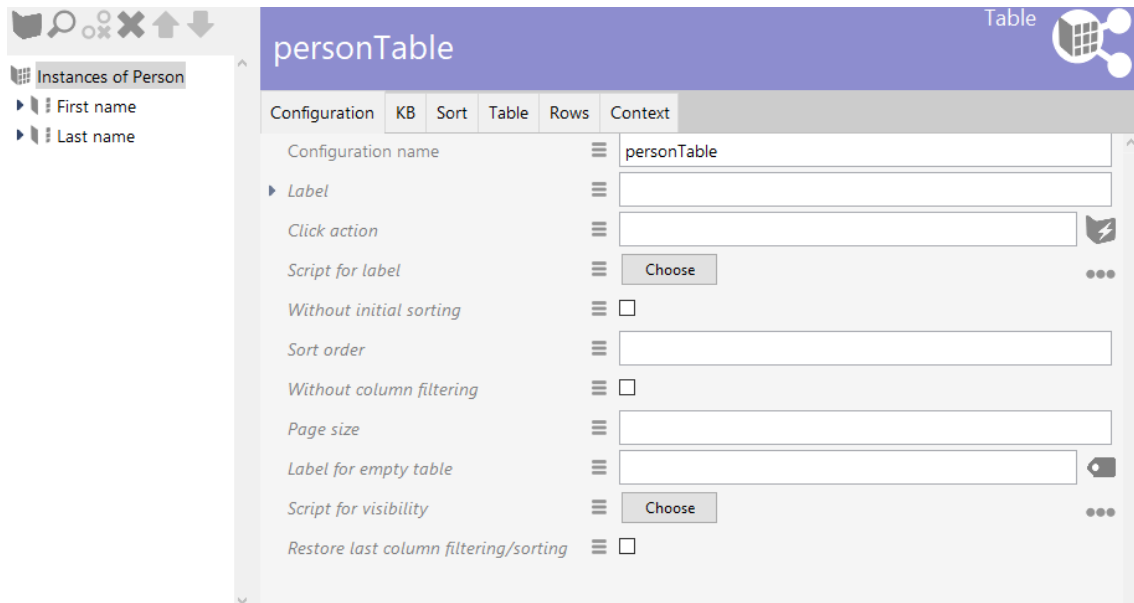 Table
personTable
Instances of Person
First name
Last name
Configuration KB Sort Table Rows Context
Configuration name personTable
Label
Click action
Script for label Choose
Without initial sorting
Sort order
Without column filtering
Page size
Label for empty table
Script for visibility Choose
Restore last column filtering/sorting